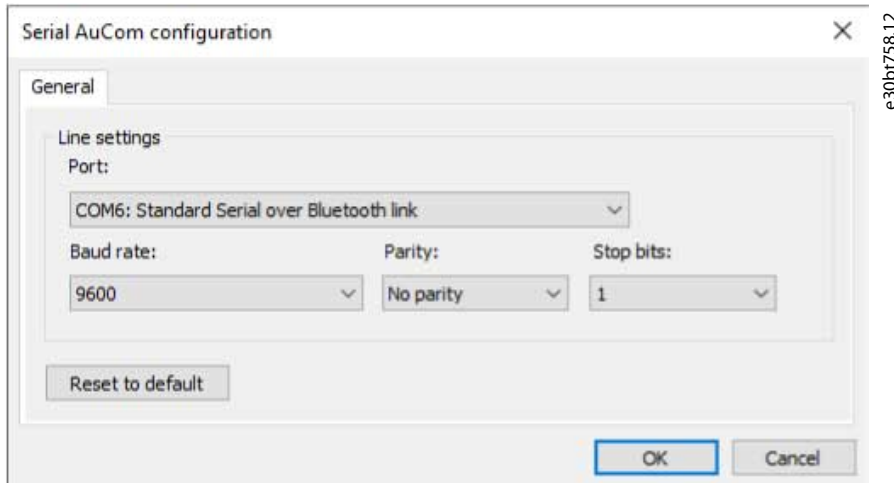 Serial AuCom configuration
General
Line settings
Port:
COM6: Standard Serial over Bluetooth link
Baud rate: Parity: Stop bits:
9600 No parity 1
Reset to default
OK Cancel
e30bt758.12